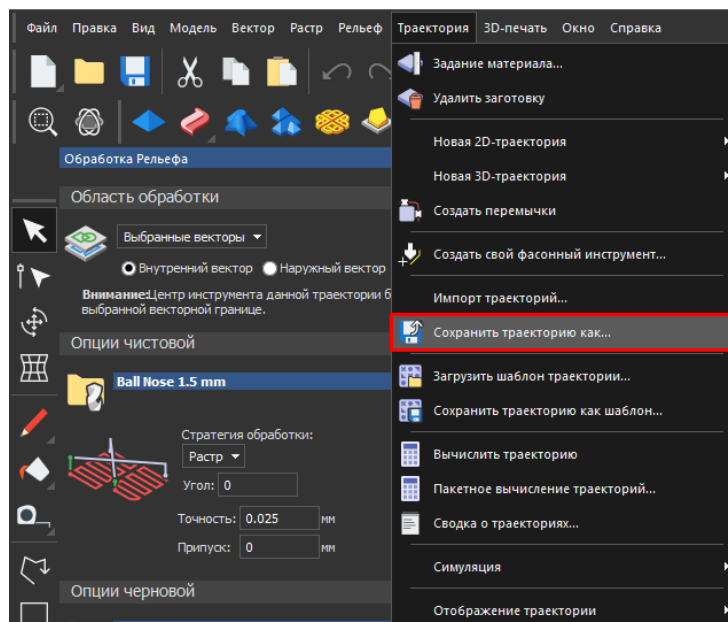 Файл Правка Вид Модель Вектор Растр Рельеф Траектория 3D-печать Окно Справка
Обработка Рельефа
Область обработки
Выбранные векторы
Внутренний вектор Наружный вектор
Внимание:Центр инструмента данной траектории
выбранной векторной границе.
Опции чистовой
Ball Nose 1.5 mm
Стратегия обработки:
Растр
Угол: 0
Точность: 0.025 мм
Припуск: 0 мм
Опции черновой
Задание материала...
Удалить заготовку
Новая 2D-траектория
Новая 3D-траектория
Создать перемычки
Создать свой фасонный инструмент...
Импорт траекторий...
Сохранить траекторию как...
Загрузить шаблон траектории...
Сохранить траекторию как шаблон...
Вычислить траекторию
Пакетное вычисление траекторий...
Сводка о траекториях...
Симуляция
Отображение траектории